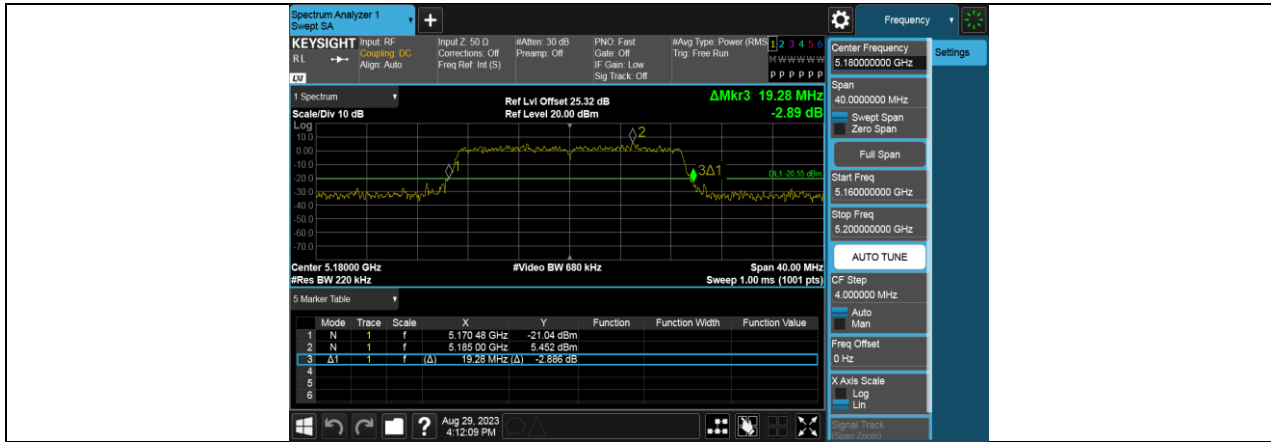 Spectrum Analyzer 1
Swept SA
+
Frequency
KEYSIGHT
RL
LXI
Input: RF
Coupling: DC
Align: Auto
Input Z: 50 Ω
Corrections: Off
Freq Ref: Int (S)
#Atten: 30 dB
Preamp: Off
PNO: Fast
Gate: Off
IF Gain: Low
Sig Track: Off
#Avg Type: Power (RMS
Trig: Free Run
1 2 3 4 5 6
M W W W W W
P P P P P P
1 Spectrum
Scale/Div 10 dB
Ref Lvl Offset 25.32 dB
Ref Level 20.00 dBm
ΔMkr3 19.28 MHz
-2.89 dB
Log
10.0
0.00
-10.0
-20.0
-30.0
-40.0
-50.0
-60.0
-70.0
1
2
3Δ1
DL1 -20.55 dBm
Center 5.18000 GHz
#Res BW 220 kHz
#Video BW 680 kHz
Span 40.00 MHz
Sweep 1.00 ms (1001 pts)
5 Marker Table
Mode Trace Scale X Y Function Function Width Function Value
1 N 1 f 5.170 48 GHz -21.04 dBm
2 N 1 f 5.185 00 GHz 5.452 dBm
3 Δ1 1 f (Δ) 19.28 MHz (Δ) -2.886 dB
4
5
6
?
Aug 29, 2023
4:12:09 PM
Center Frequency
5.180000000 GHz
Settings
Span
40.0000000 MHz
Swept Span
Zero Span
Full Span
Start Freq
5.160000000 GHz
Stop Freq
5.200000000 GHz
AUTO TUNE
CF Step
4.000000 MHz
Auto
Man
Freq Offset
0 Hz
X Axis Scale
Log
Lin
Signal Track
(Span Zoom)